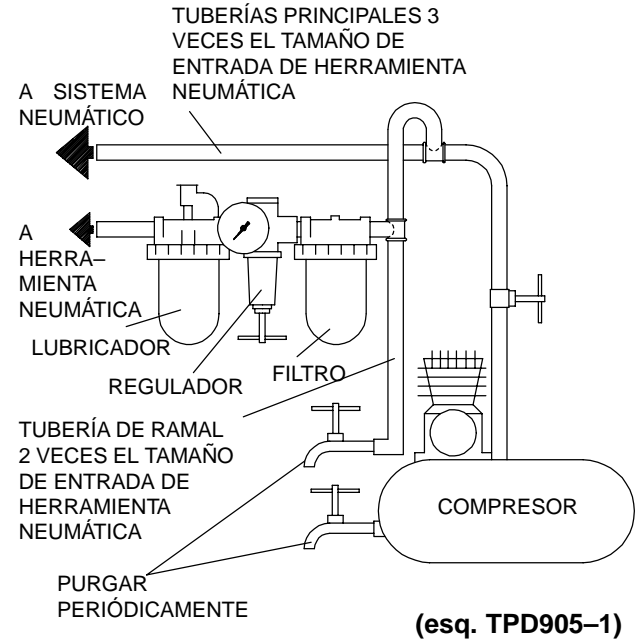 TUBERÍAS PRINCIPALES 3
VECES EL TAMAÑO DE
ENTRADA DE HERRAMIENTA
NEUMÁTICA
A SISTEMA
NEUMÁTICO
A
HERRA–
MIENTA
NEUMÁTICA
LUBRICADOR
REGULADOR
FILTRO
TUBERÍA DE RAMAL
2 VECES EL TAMAÑO
DE ENTRADA DE
HERRAMIENTA
NEUMÁTICA
COMPRESOR
PURGAR
PERIÓDICAMENTE
(esq. TPD905–1)